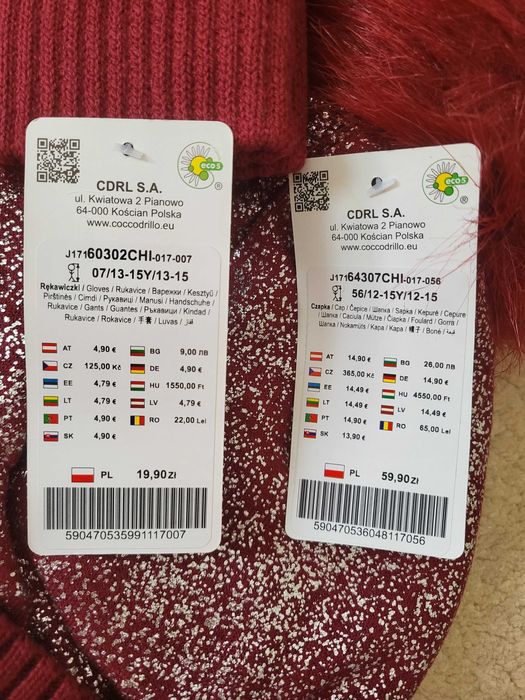 eco5
®
CDRL S.A.
ul. Kwiatowa 2 Pianowo
64-000 Kościan Polska
www.coccodrillo.eu
J17160302CHI-017-007
07/13-15Y/13-15
Rękawiczki / Gloves / Rukavice / Варежки / Kesztyű /
Pirštinės / Cimdi / Рукавиці / Manusi / Handschuhe /
Rukavice / Gants / Guantes / Ръкавици / Kindad /
Rukavice / Rokavice / 手套 / Luvas /
AT 4,90 €
BG 9,00 лв
CZ 125,00 Kč
DE 4,90 €
EE 4,79 €
HU 1550,00 Ft
LT 4,79 €
LV 4,79 €
PT 4,90 €
RO 22,00 Lei
SK 4,90 €
PL 19,90 zł
590470535991117007
eco5
®
CDRL S.A.
ul. Kwiatowa 2 Pianowo
64-000 Kościan Polska
www.coccodrillo.eu
J17164307CHI-017-056
56/12-15Y/12-15
Czapka / Cap / Čepice / Шапка / Sapka / Kepurė / Cepure
/ Шапка / Caciula / Mütze / Čiapka / Foulard / Gorra /
Шапка / Nokamüts / Kapa / Kapa / 帽子 / Boné /
AT 14,90 €
BG 26,00 лв
CZ 365,00 Kč
DE 14,90 €
EE 14,49 €
HU 4550,00 Ft
LT 14,49 €
LV 14,49 €
PT 14,90 €
RO 65,00 Lei
SK 13,90 €
PL 59,90 zł
590470536048117056